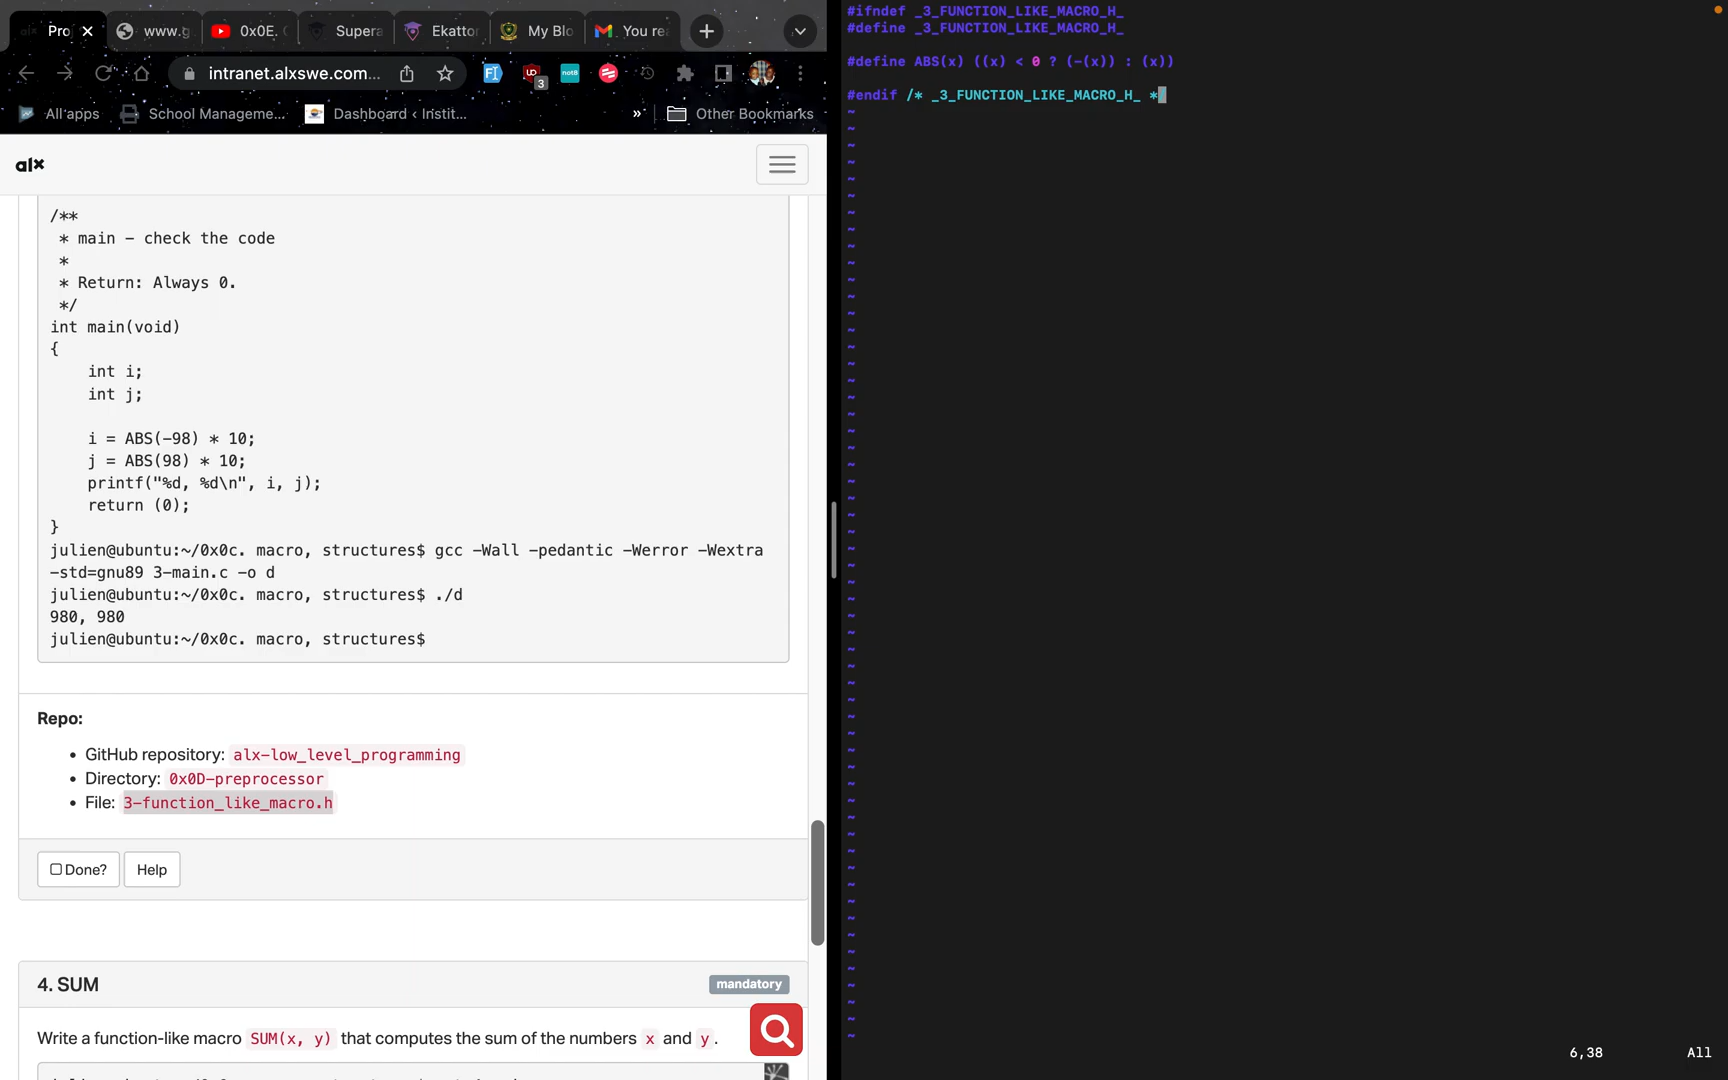 Pro
www.g
0x0E.
Supera
Ekatto
My Blo
You re
intranet.alxswe.com...
3
All apps
School Manageme...
Dashboard ‹ Instit...
»
Other Bookmarks
alx
/**
 * main - check the code
 *
 * Return: Always 0.
 */
int main(void)
{
    int i;
    int j;
    i = ABS(-98) * 10;
    j = ABS(98) * 10;
    printf("%d, %d\n", i, j);
    return (0);
}
julien@ubuntu:~/0x0c. macro, structures$ gcc -Wall -pedantic -Werror -Wextra
-std=gnu89 3-main.c -o d
julien@ubuntu:~/0x0c. macro, structures$ ./d
980, 980
julien@ubuntu:~/0x0c. macro, structures$
Repo:
• GitHub repository: alx-low_level_programming
• Directory: 0x0D-preprocessor
• File: 3-function_like_macro.h
Done?
Help
4. SUM
mandatory
Write a function-like macro SUM(x, y) that computes the sum of the numbers x and y.
#ifndef _3_FUNCTION_LIKE_MACRO_H_
#define _3_FUNCTION_LIKE_MACRO_H_
#define ABS(x) ((x) < 0 ? (-(x)) : (x))
#endif /* _3_FUNCTION_LIKE_MACRO_H_ *
6,38
All